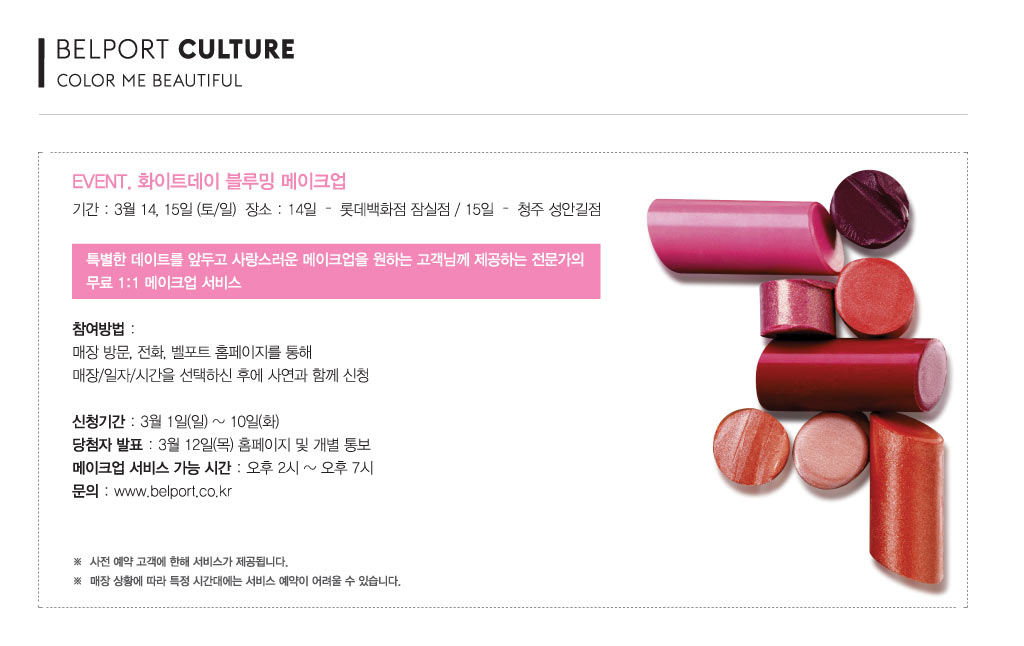 BELPORT CULTURE
COLOR ME BEAUTIFUL
EVENT. 화이트데이 블루밍 메이크업
기간 : 3월 14, 15일 (토/일) 장소 : 14일 - 롯데백화점 잠실점 / 15일 - 청주 성안길점
특별한 데이트를 앞두고 사랑스러운 메이크업을 원하는 고객님께 제공하는 전문가의
무료 1:1 메이크업 서비스
참여방법 :
매장 방문, 전화, 벨포트 홈페이지를 통해
매장/일자/시간을 선택하신 후에 사연과 함께 신청
신청기간 : 3월 1일(일) ~ 10일(화)
당첨자 발표 : 3월 12일(목) 홈페이지 및 개별 통보
메이크업 서비스 가능 시간 : 오후 2시 ~ 오후 7시
문의 : www.belport.co.kr
※ 사전 예약 고객에 한해 서비스가 제공됩니다.
※ 매장 상황에 따라 특정 시간대에는 서비스 예약이 어려울 수 있습니다.